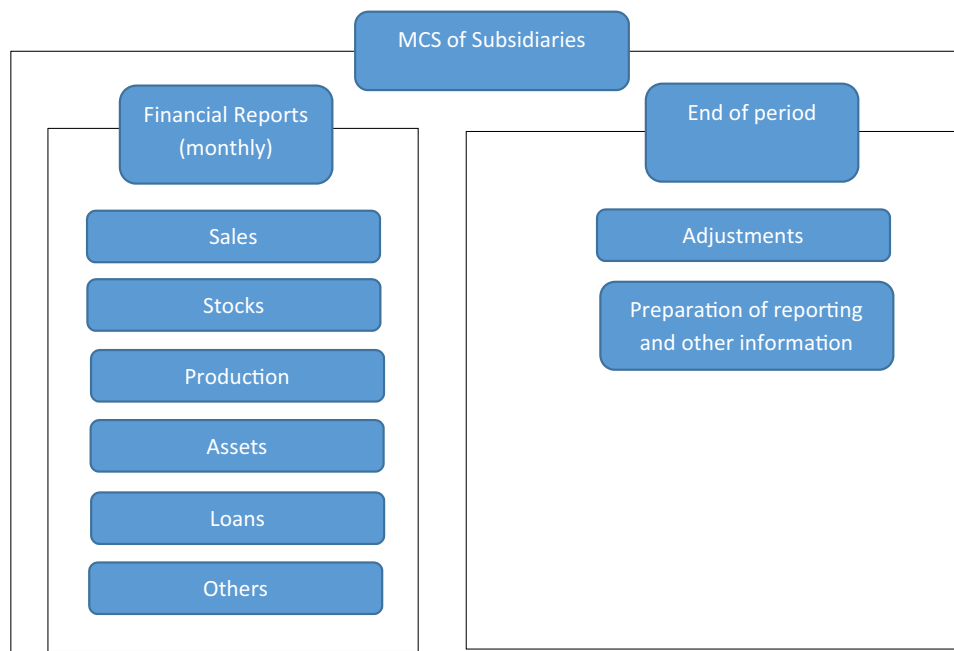 MCS of Subsidiaries
Financial Reports
(monthly)
Sales
Stocks
Production
Assets
Loans
Others
End of period
Adjustments
Preparation of reporting
and other information